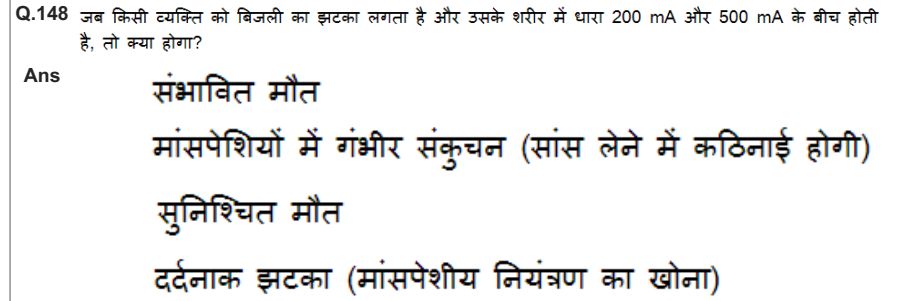 Q.148 जब किसी व्यक्ति को बिजली का झटका लगता है और उसके शरीर में धारा 200 mA और 500 mA के बीच होती
है, तो क्या होगा?
Ans
संभावित मौत
मांसपेशियों में गंभीर संकुचन (सांस लेने में कठिनाई होगी)
सुनिश्चित मौत
दर्दनाक झटका (मांसपेशीय नियंत्रण का खोना)